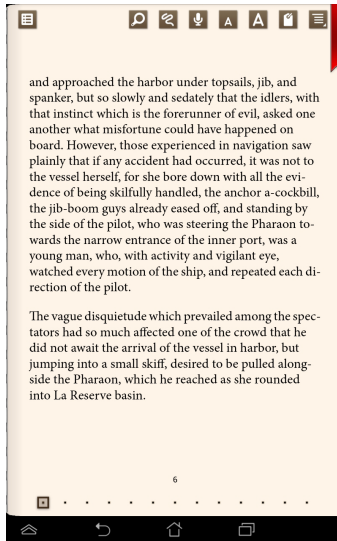 A A
and approached the harbor under topsails, jib, and
spanker, but so slowly and sedately that the idlers, with
that instinct which is the forerunner of evil, asked one
another what misfortune could have happened on
board. However, those experienced in navigation saw
plainly that if any accident had occurred, it was not to
the vessel herself, for she bore down with all the evi-
dence of being skilfully handled, the anchor a-cockbill,
the jib-boom guys already eased off, and standing by
the side of the pilot, who was steering the Pharaon to-
wards the narrow entrance of the inner port, was a
young man, who, with activity and vigilant eye,
watched every motion of the ship, and repeated each di-
rection of the pilot.
The vague disquietude which prevailed among the spec-
tators had so much affected one of the crowd that he
did not await the arrival of the vessel in harbor, but
jumping into a small skiff, desired to be pulled along-
side the Pharaon, which he reached as she rounded
into La Reserve basin.
6